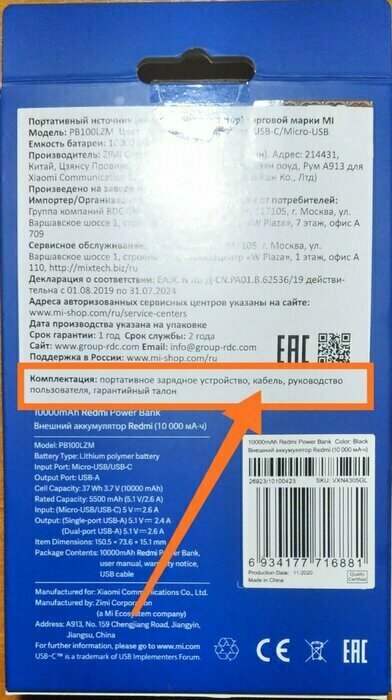 Портативный источник
торговой марки MI
Модель: PB100LZM
USB-C/Micro-USB
Емкость батареи: 10000
Производитель: ZIMI
Адрес: 214431,
Китай, Цзянсу Провинс,
Рум A913 для
Xiaomi Communication Co.,
Лтд)
Произведено на заводе
Импортер/Организация
от потребителей:
Группа компаний RDC
117105, г. Москва, ул.
Варшавское шоссе 1,
«W Plaza», 7 этаж, офис А
709
Сервисное обслуживание:
105, г. Москва, ул.
Варшавское шоссе 1, стро
«W Plaza», 1 этаж, офис А
110, http://mixtech.biz/ru
Декларация о соответствии: ЕАЭС N RU Д-CN.РА01.В.62536/19 действи-
тельна с 01.08.2019 до 31.07.2024
Адреса авторизованных сервисных центров указаны на сайте:
www.mi-shop.com/ru/service-centers
Дата производства указана на упаковке
Срок гарантии: 1 год Срок службы: 2 года
Сайт: www.group-rdc.com Email: info@group-rdc.com
Поддержка в России: www.mi-shop.com/ru
EAC
Комплектация: портативное зарядное устройство, кабель, руководство
пользователя, гарантийный талон
10000mAh Redmi Power Bank
Внешний аккумулятор Redmi (10 000 мА·ч)
Model: PB100LZM
Battery Type: Lithium polymer battery
Input Port: Micro-USB/USB-C
Output Port: USB-A
Cell Capacity: 37 Wh 3.7 V (10000 mAh)
Rated Capacity: 5500 mAh (5.1 V/2.6 A)
Input: (Micro-USB/USB-C) 5 V⎓2.1 A
Output: (Single-port USB-A) 5.1 V⎓2.4 A
(Dual-port USB-A) 5.1 V⎓2.6 A
Item Dimensions: 150.5 × 73.6 × 15.1 mm
Package Contents: 10000mAh Redmi Power Bank,
user manual, warranty notice,
USB cable
Manufactured for: Xiaomi Communications Co., Ltd.
Manufactured by: Zimi Corporation
(a Mi Ecosystem company)
Address: A913, No. 159 Chengjiang Road, Jiangyin,
Jiangsu, China
For further information, please go to www.mi.com
USB-C™ is a trademark of USB Implementers Forum.
10000mAh Redmi Power Bank Color: Black
Внешний аккумулятор Redmi (10 000 мА·ч)
26923/10100423 SKU: VXN4305GL
6 934177 716881
Production Date: 11-2020
Made in China
Quality
Certified
CE
EAC